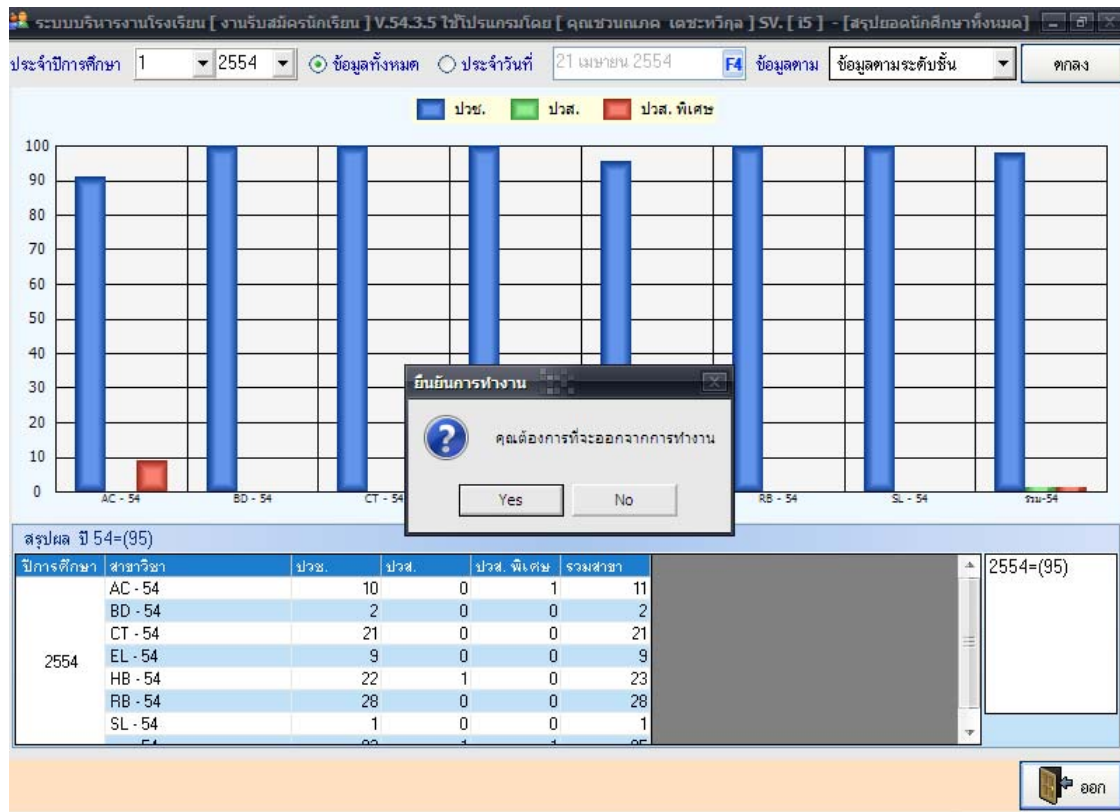 ระบบบริหารงานโรงเรียน [ งานรับสมัครนักเรียน ] V.54.3.5 ใช้โปรแกรมโดย [ คุณชวนณภค เดชะทวีกุล ] SV. [ i5 ] - [สรุปยอดนักศึกษาทั้งหมด]
ประจำปีการศึกษา 1 2554 ข้อมูลทั้งหมด ประจำวันที่ 21 เมษายน 2554 F4 ข้อมูลตาม ข้อมูลตามระดับชั้น ตกลง
ปวช. ปวส. ปวส. พิเศษ
100
90
80
70
60
50
40
30
20
10
0
AC - 54 BD - 54 CT - 54 RB - 54 SL - 54 รวม-54
ยืนยันการทำงาน
คุณต้องการที่จะออกจากการทำงาน
Yes No
สรุปผล ปี 54=(95)
ปีการศึกษา สาขาวิชา ปวช. ปวส. ปวส. พิเศษ รวมสาขา
2554=(95)
2554
AC - 54 10 0 1 11
BD - 54 2 0 0 2
CT - 54 21 0 0 21
EL - 54 9 0 0 9
HB - 54 22 1 0 23
RB - 54 28 0 0 28
SL - 54 1 0 0 1
ออก